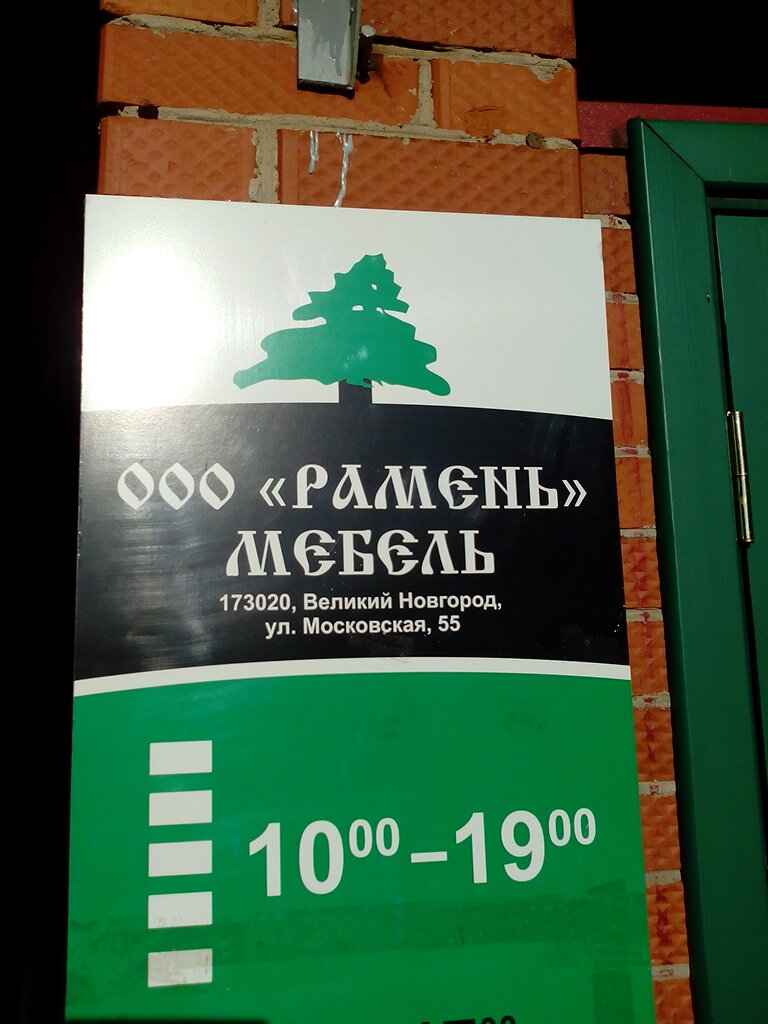 ООО «РАМЕНЬ»
МЕБЕЛЬ
173020, Великий Новгород,
ул. Московская, 55
10⁰⁰–19⁰⁰